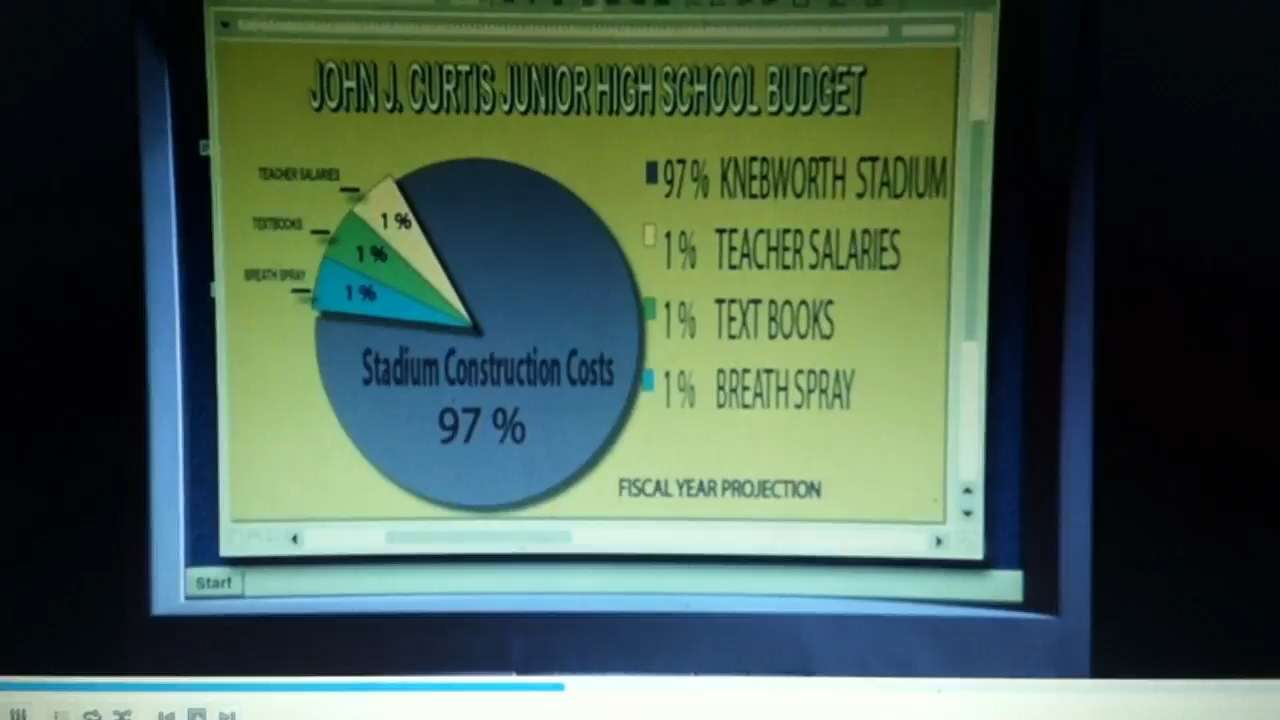 JOHN J. CURTIS JUNIOR HIGH SCHOOL BUDGET
TEACHER SALARIES
1 %
TEXTBOOKS
1 %
BREATH SPRAY
1 %
Stadium Construction Costs
97 %
97 % KNEBWORTH STADIUM
1 % TEACHER SALARIES
1 % TEXT BOOKS
1 % BREATH SPRAY
FISCAL YEAR PROJECTION
Start